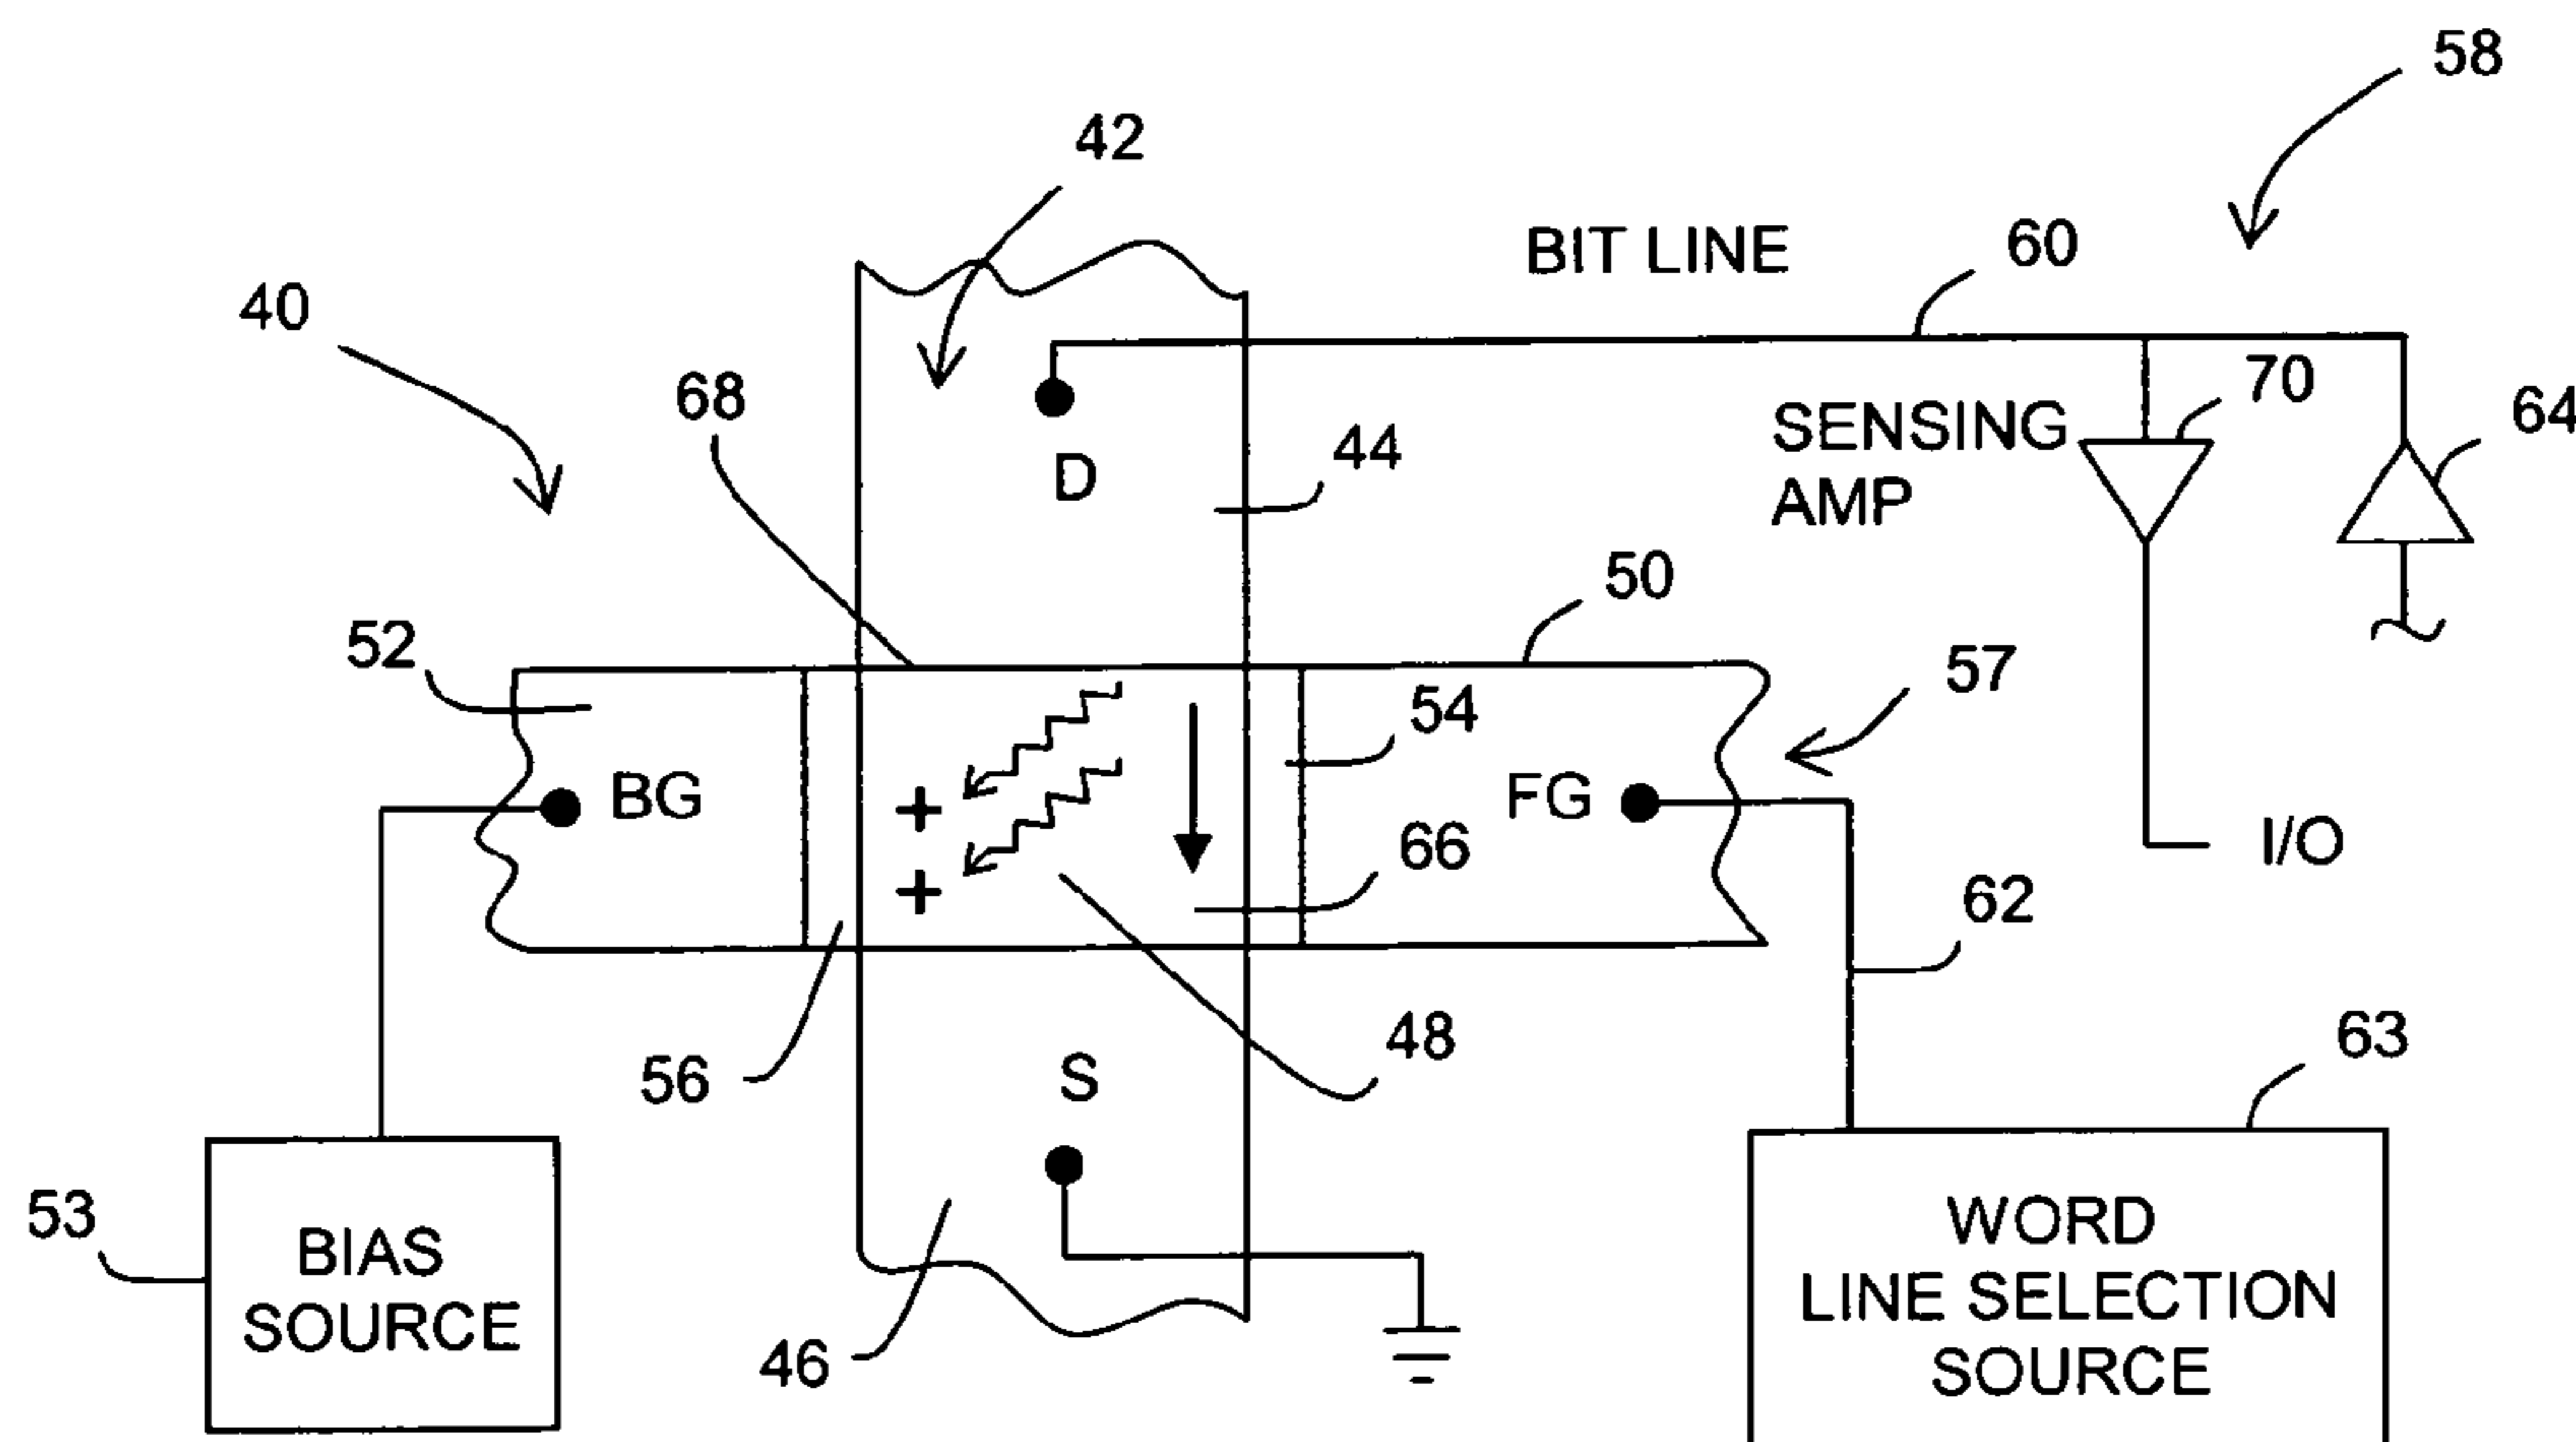 58
42
BIT LINE
60
40
68
70
64
SENSING
AMP
D
44
50
52
57
54
BG
FG
66
I/O
62
56
S
48
63
53
BIAS
SOURCE
46
WORD
LINE SELECTION
SOURCE
+
+